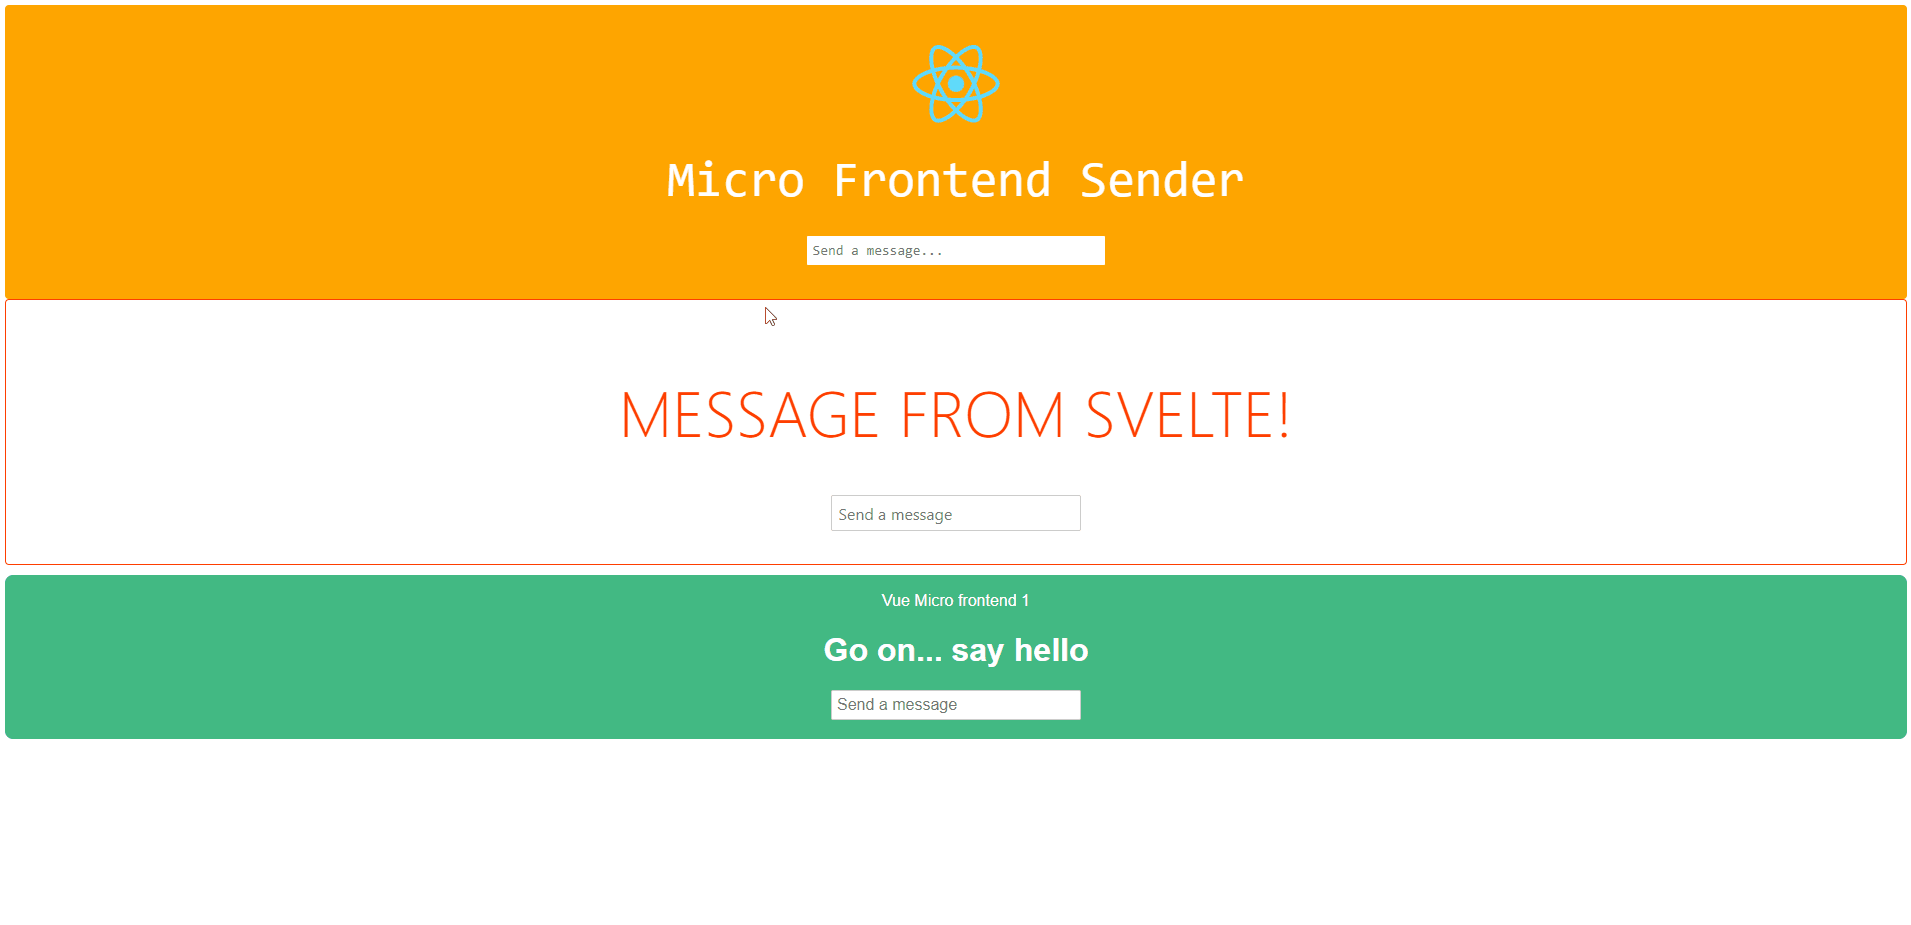 Micro Frontend Sender
Send a message...
MESSAGE FROM SVELTE!
Send a message
Vue Micro frontend 1
Go on... say hello
Send a message